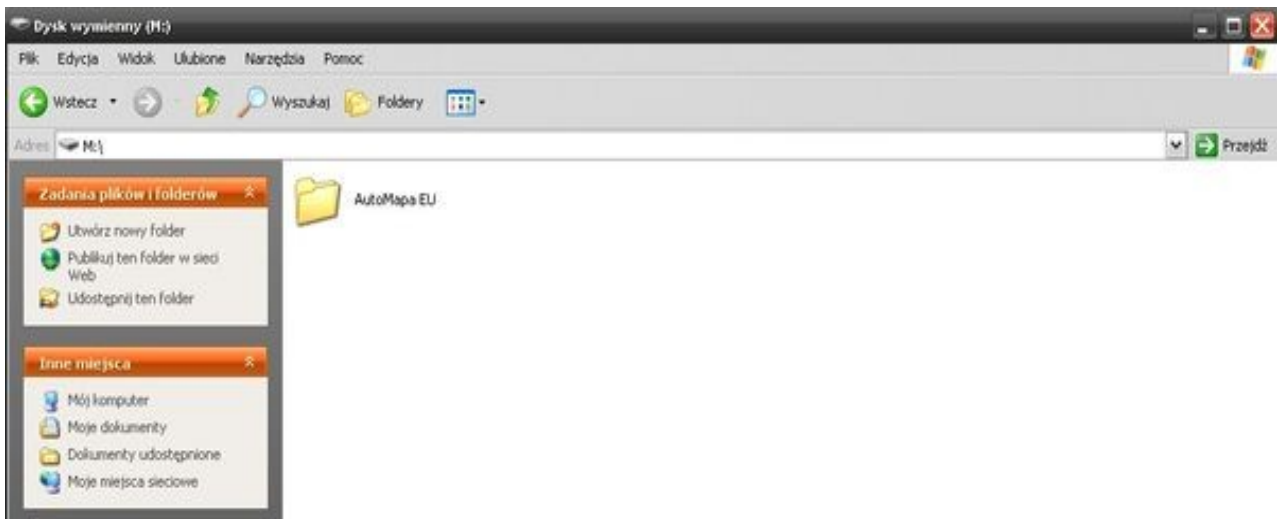 Dysk wymienny (M:)
Plik Edycja Widok Ulubione Narzędzia Pomoc
Wstecz Wyszukaj Foldery
Adres M:\ Przejdź
Zadania plików i folderów
Utwórz nowy folder
Publikuj ten folder w sieci
Web
Udostępnij ten folder
Inne miejsca
Mój komputer
Moje dokumenty
Dokumenty udostępnione
Moje miejsca sieciowe
AutoMapa EU